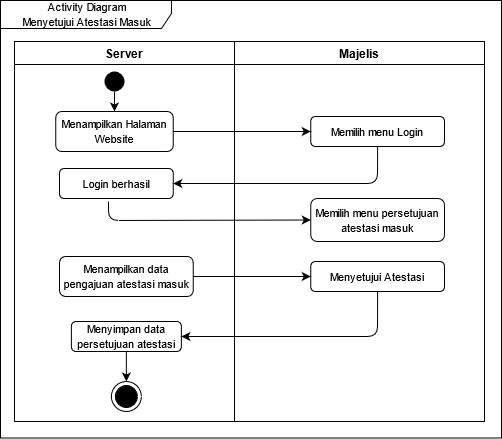 Activity Diagram
Menyetujui Atestasi Masuk
Server
Majelis
Menampilkan Halaman
Website
Memilih menu Login
Login berhasil
Memilih menu persetujuan
atestasi masuk
Menampilkan data
pengajuan atestasi masuk
Menyetujui Atestasi
Menyimpan data
persetujuan atestasi